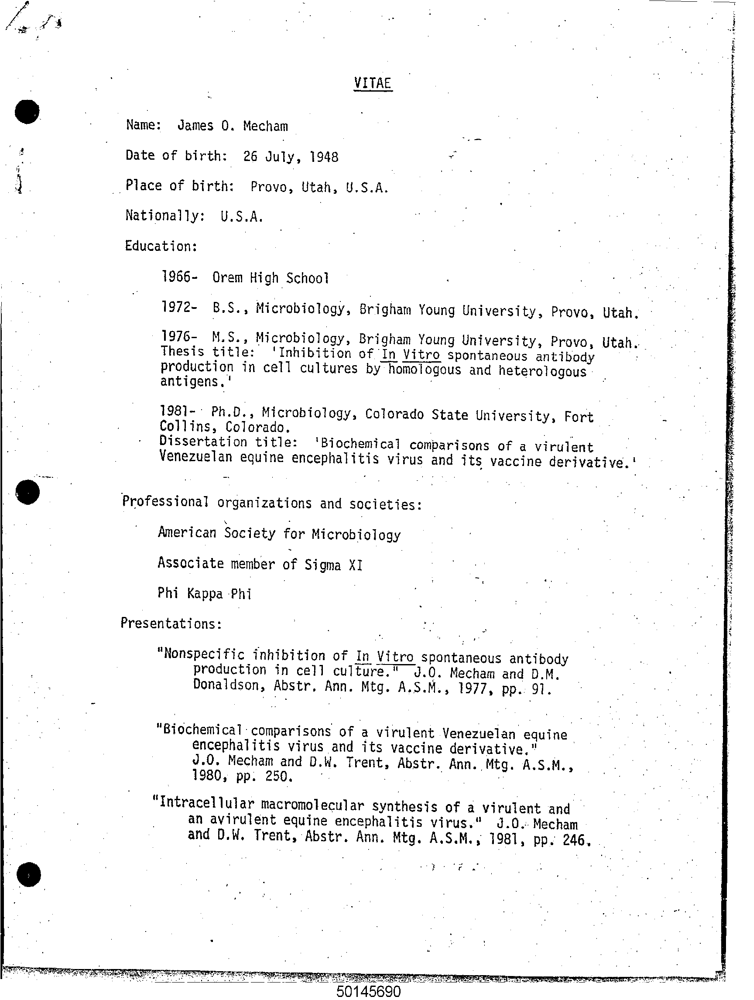 VITAE
Name: James O. Mecham
Date of birth: 26 July, 1948
Place of birth: Provo, Utah, U.S.A.
Nationally: U.S.A.
Education:
1966- Orem High School
1972- B.S., Microbiology, Brigham Young University, Provo, Utah.
1976- M.S., Microbiology, Brigham Young University, Provo, Utah.
Thesis title: 'Inhibition of In Vitro spontaneous antibody
production in cell cultures by homologous and heterologous
antigens.'
1981- Ph.D., Microbiology, Colorado State University, Fort
Collins, Colorado.
Dissertation title: 'Biochemical comparisons of a virulent
Venezuelan equine encephalitis virus and its vaccine derivative.'
Professional organizations and societies:
American Society for Microbiology
Associate member of Sigma XI
Phi Kappa Phi
Presentations:
"Nonspecific inhibition of In Vitro spontaneous antibody
production in cell culture." J.O. Mecham and D.M.
Donaldson, Abstr. Ann. Mtg. A.S.M., 1977, pp. 91.
"Biochemical comparisons of a virulent Venezuelan equine
encephalitis virus and its vaccine derivative."
J.O. Mecham and D.W. Trent, Abstr. Ann. Mtg. A.S.M.,
1980, pp. 250.
"Intracellular macromolecular synthesis of a virulent and
an avirulent equine encephalitis virus." J.O. Mecham
and D.W. Trent, Abstr. Ann. Mtg. A.S.M., 1981, pp. 246.
50145690